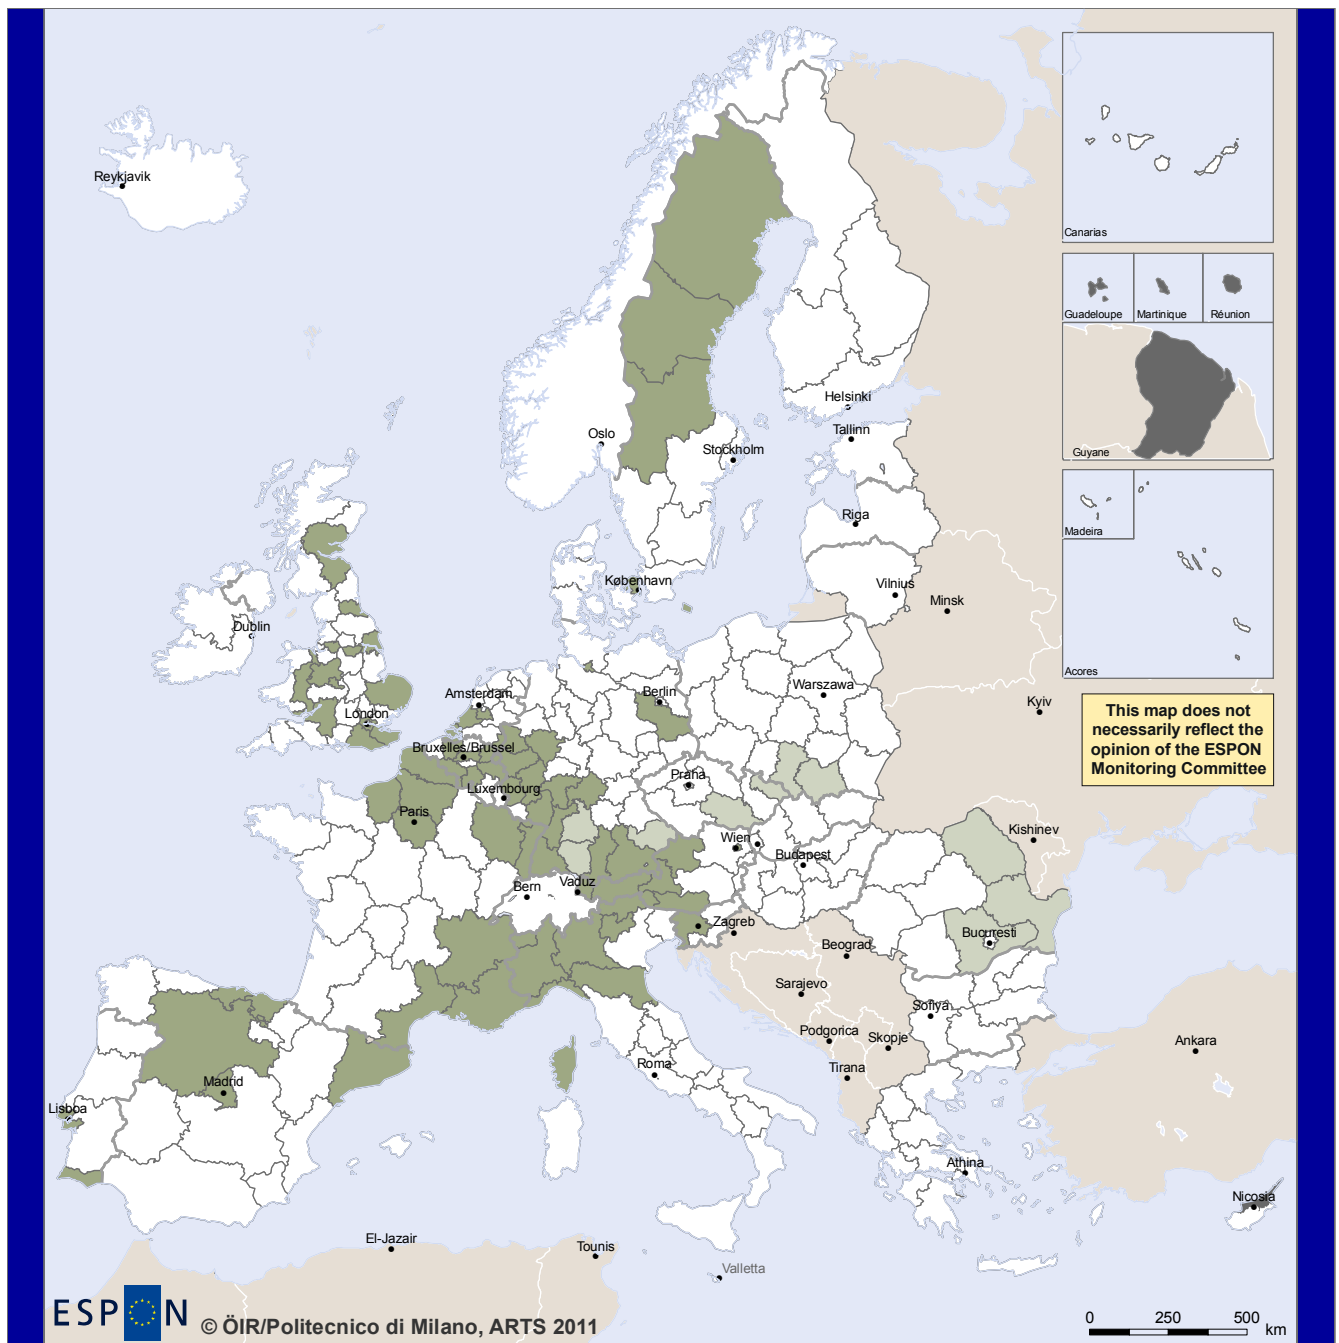 Reykjavik
Canarias
Guadeloupe
Martinique
Réunion
Guyane
Madeira
Acores
Helsinki
Tallinn
Oslo
Stockholm
Riga
København
Vilnius
Minsk
Dublin
Amsterdam
Berlin
Warszawa
London
Kyiv
Bruxelles/Brussel
This map does not
necessarily reflect the
opinion of the ESPON
Monitoring Committee
Praha
Luxembourg
Paris
Kishinev
Wien
Budapest
Bern
Vaduz
Zagreb
Bucuresti
Beograd
Sarajevo
Sofiya
Podgorica
Skopje
Ankara
Roma
Tirana
Madrid
Lisboa
Athina
Nicosia
El-Jazair
Tounis
Valletta
ESPON
© ÖIR/Politecnico di Milano, ARTS 2011
0 250 500
km